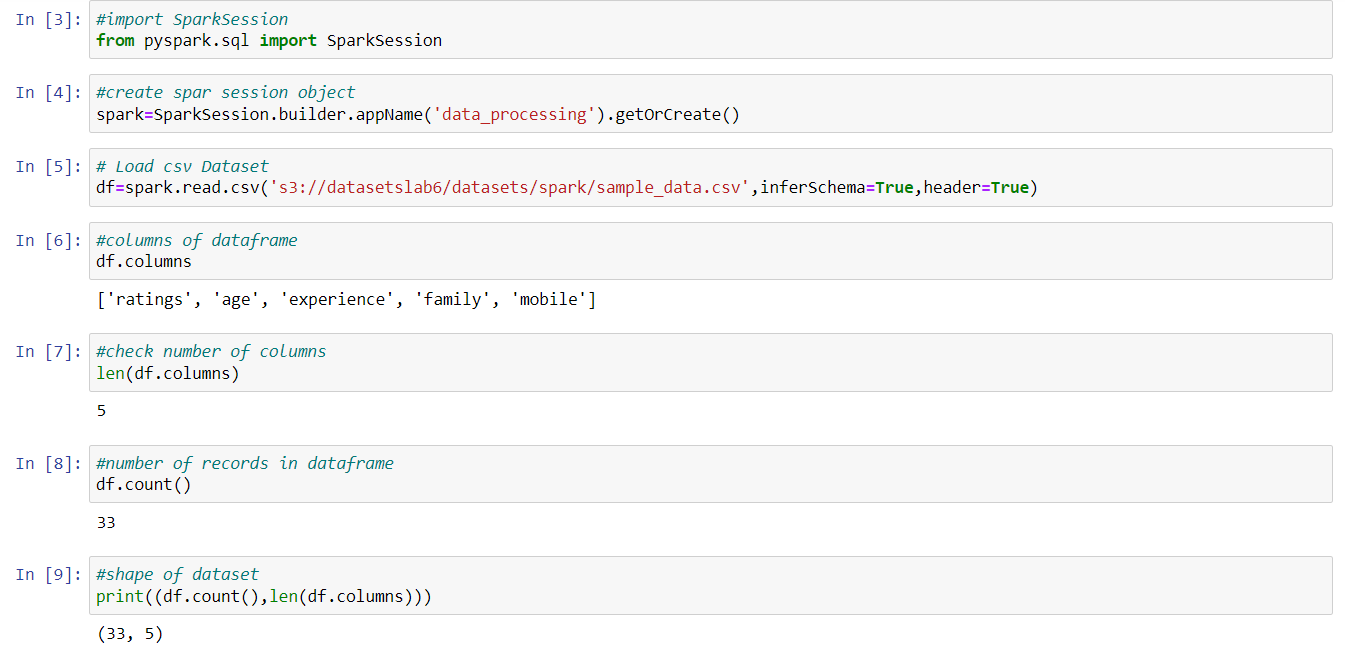 In [3]: #import SparkSession
from pyspark.sql import SparkSession
In [4]: #create spar session object
spark=SparkSession.builder.appName('data_processing').getOrCreate()
In [5]: # Load csv Dataset
df=spark.read.csv('s3://datasetslab6/datasets/spark/sample_data.csv',inferSchema=True,header=True)
In [6]: #columns of dataframe
df.columns
['ratings', 'age', 'experience', 'family', 'mobile']
In [7]: #check number of columns
len(df.columns)
5
In [8]: #number of records in dataframe
df.count()
33
In [9]: #shape of dataset
print((df.count(),len(df.columns)))
(33, 5)